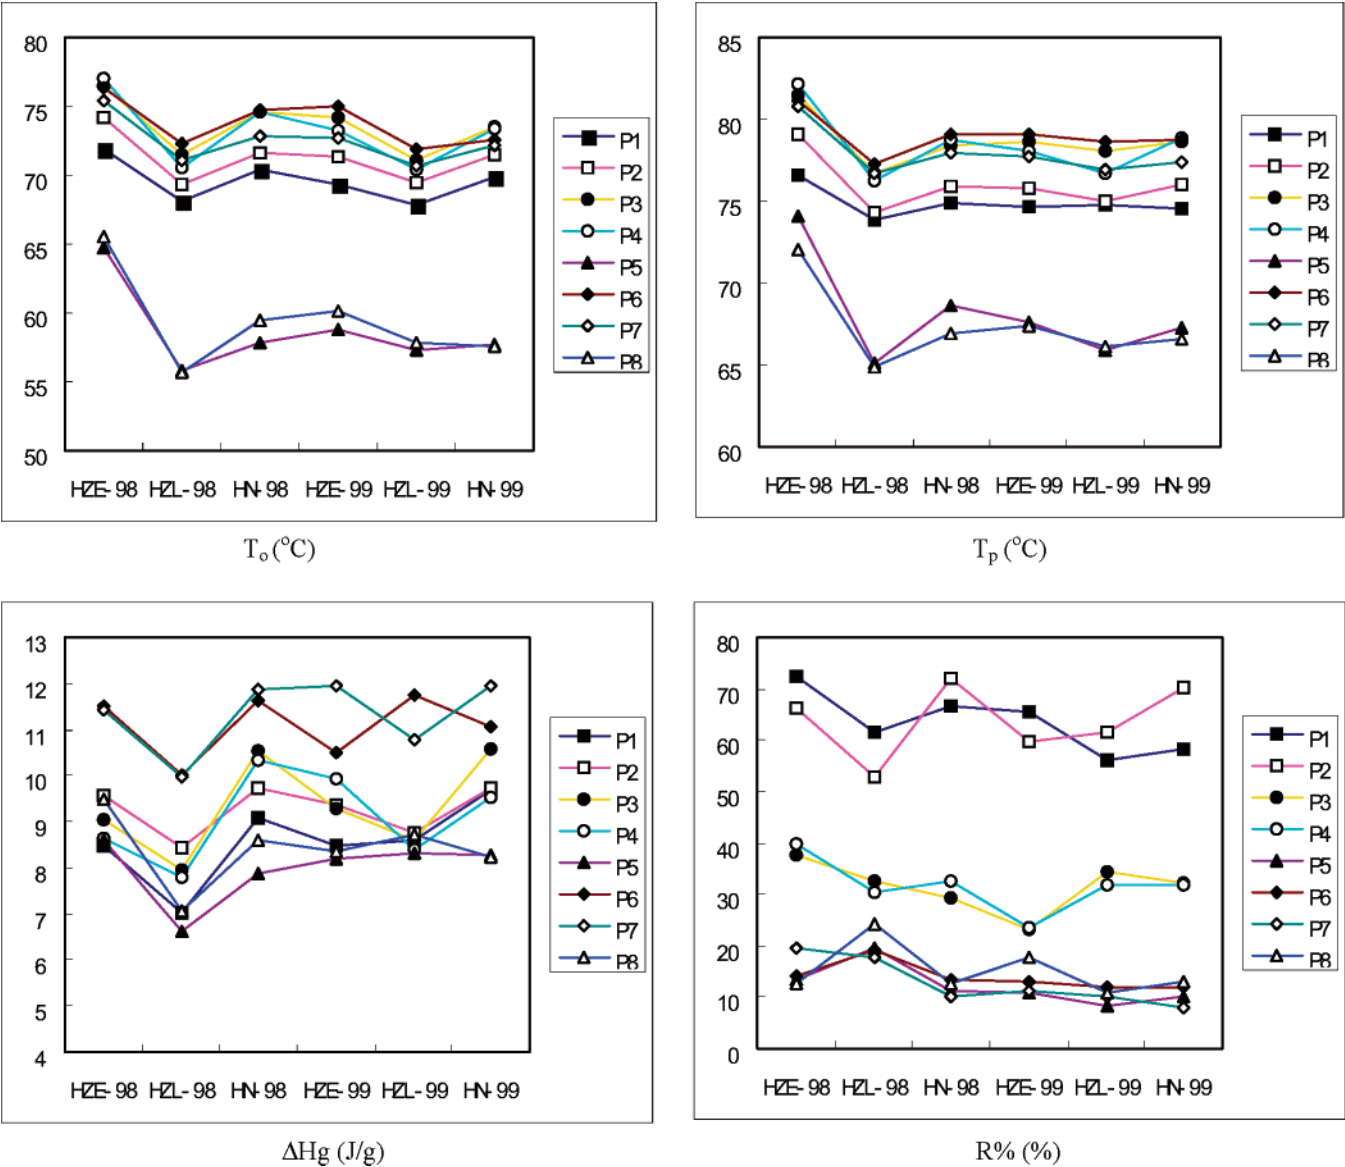 80
75
70
65
60
55
50
HZE-98 HZL-98 HN-98 HZE-99 HZL-99 HN-99
P1
P2
P3
P4
P5
P6
P7
P8
To (°C)
85
80
75
70
65
60
HZE-98 HZL-98 HN-98 HZE-99 HZL-99 HN-99
P1
P2
P3
P4
P5
P6
P7
P8
Tp (°C)
13
12
11
10
9
8
7
6
5
4
HZE-98 HZL-98 HN-98 HZE-99 HZL-99 HN-99
P1
P2
P3
P4
P5
P6
P7
P8
ΔHg (J/g)
80
70
60
50
40
30
20
10
0
HZE-98 HZL-98 HN-98 HZE-99 HZL-99 HN-99
P1
P2
P3
P4
P5
P6
P7
P8
R% (%)